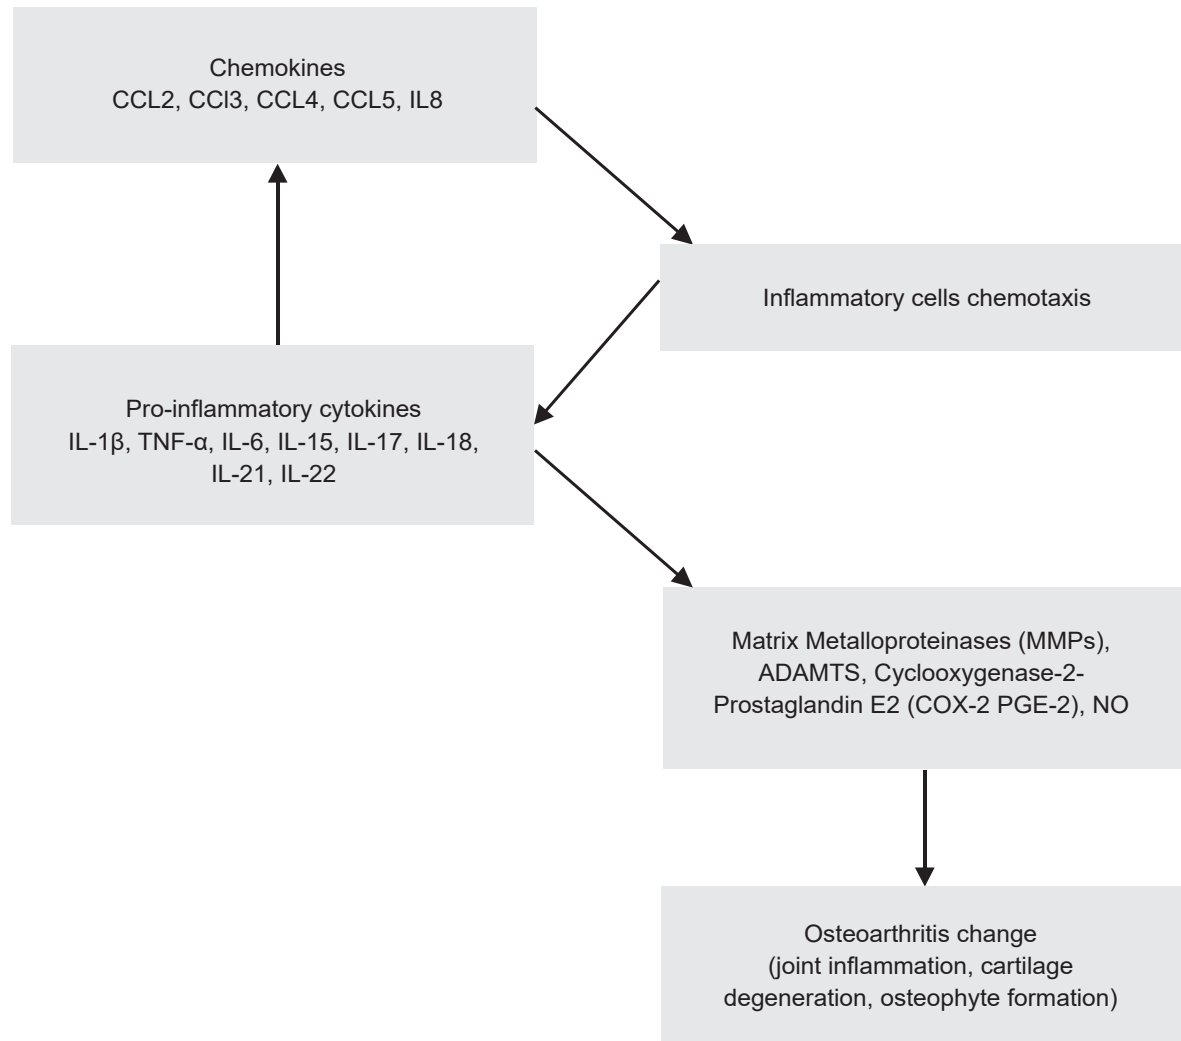 Chemokines
CCL2, CCl3, CCL4, CCL5, IL8
Inflammatory cells chemotaxis
Pro-inflammatory cytokines
IL-1β, TNF-α, IL-6, IL-15, IL-17, IL-18,
IL-21, IL-22
Matrix Metalloproteinases (MMPs),
ADAMTS, Cyclooxygenase-2-
Prostaglandin E2 (COX-2 PGE-2), NO
Osteoarthritis change
(joint inflammation, cartilage
degeneration, osteophyte formation)